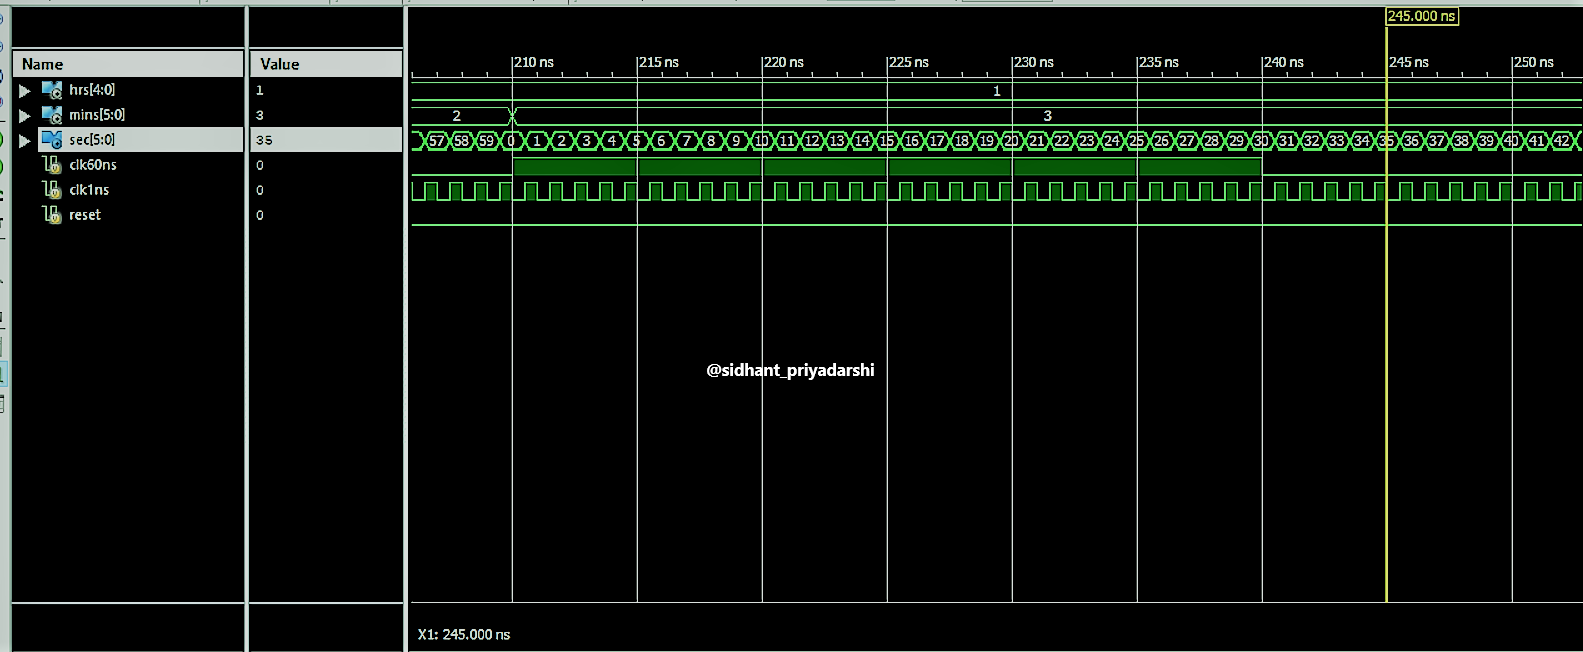 245.000 ns
Name Value
210 ns 215 ns 220 ns 225 ns 230 ns 235 ns 240 ns 245 ns 250 ns
hrs[4:0] 1 1
mins[5:0] 3 2 3
sec[5:0] 35 57 58 59 0 1 2 3 4 5 6 7 8 9 10 11 12 13 14 15 16 17 18 19 20 21 22 23 24 25 26 27 28 29 30 31 32 33 34 35 36 37 38 39 40 41 42
clk60ns 0
clk1ns 0
reset 0
@sidhant_priyadarshi
X1: 245.000 ns